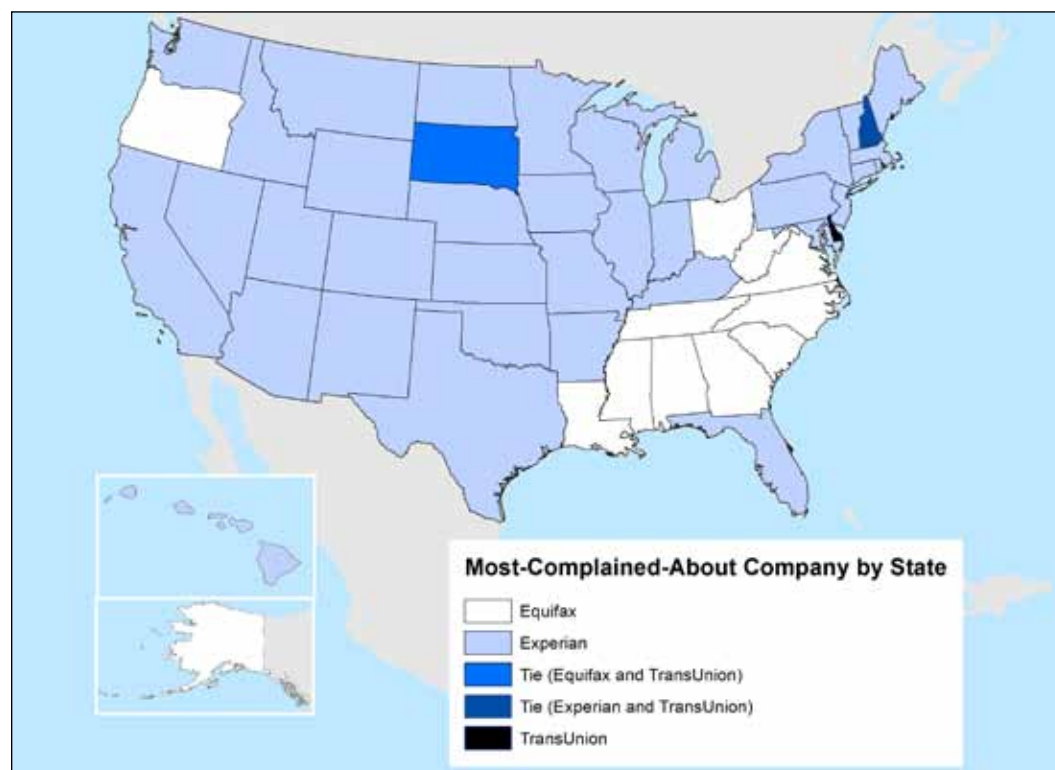 Most-Complained-About Company by State
Equifax
Experian
Tie (Equifax and TransUnion)
Tie (Experian and TransUnion)
TransUnion